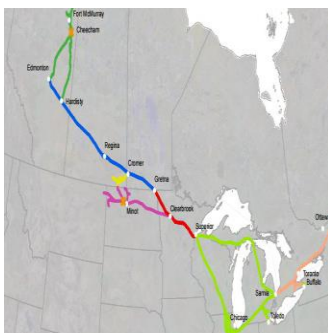 Fort McMurray
Cheecham
Edmonton
Hardisty
Regina
Cromer
Gretna
Minot
Clearbrook
Superior
Ottawa
Toronto
Buffalo
Sarnia
Chicago
Toledo